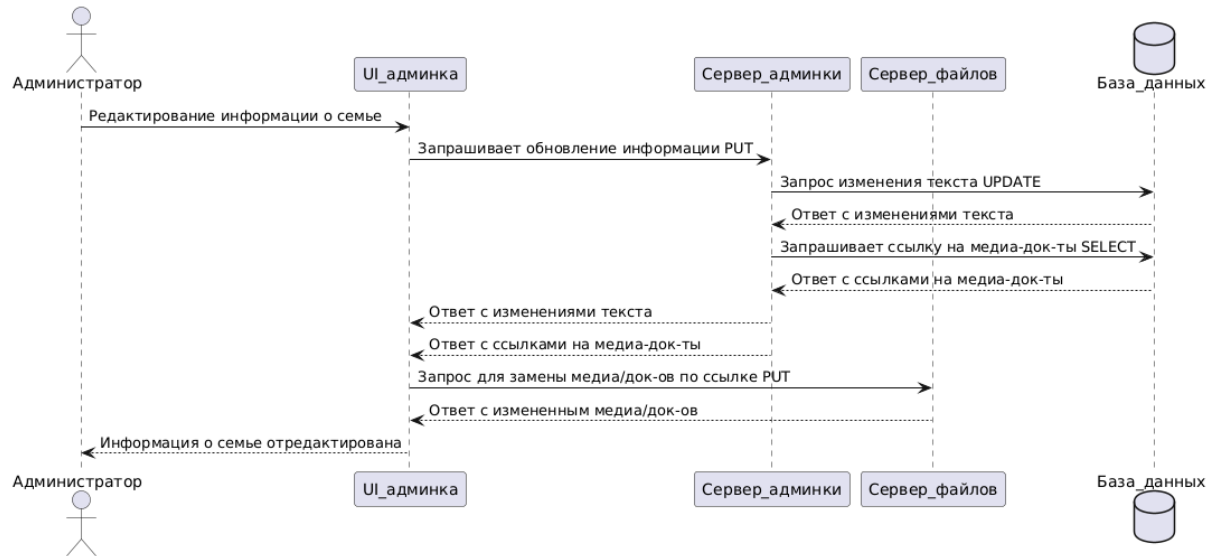 Администратор
UI_админка
Сервер_админки
Сервер_файлов
База_данных
Редактирование информации о семье
Запрашивает обновление информации PUT
Запрос изменения текста UPDATE
Ответ с изменениями текста
Запрашивает ссылку на медиа-док-ты SELECT
Ответ с ссылками на медиа-док-ты
Ответ с изменениями текста
Ответ с ссылками на медиа-док-ты
Запрос для замены медиа/док-ов по ссылке PUT
Ответ с измененным медиа/док-ов
Информация о семье отредактирована
Администратор
UI_админка
Сервер_админки
Сервер_файлов
База_данных